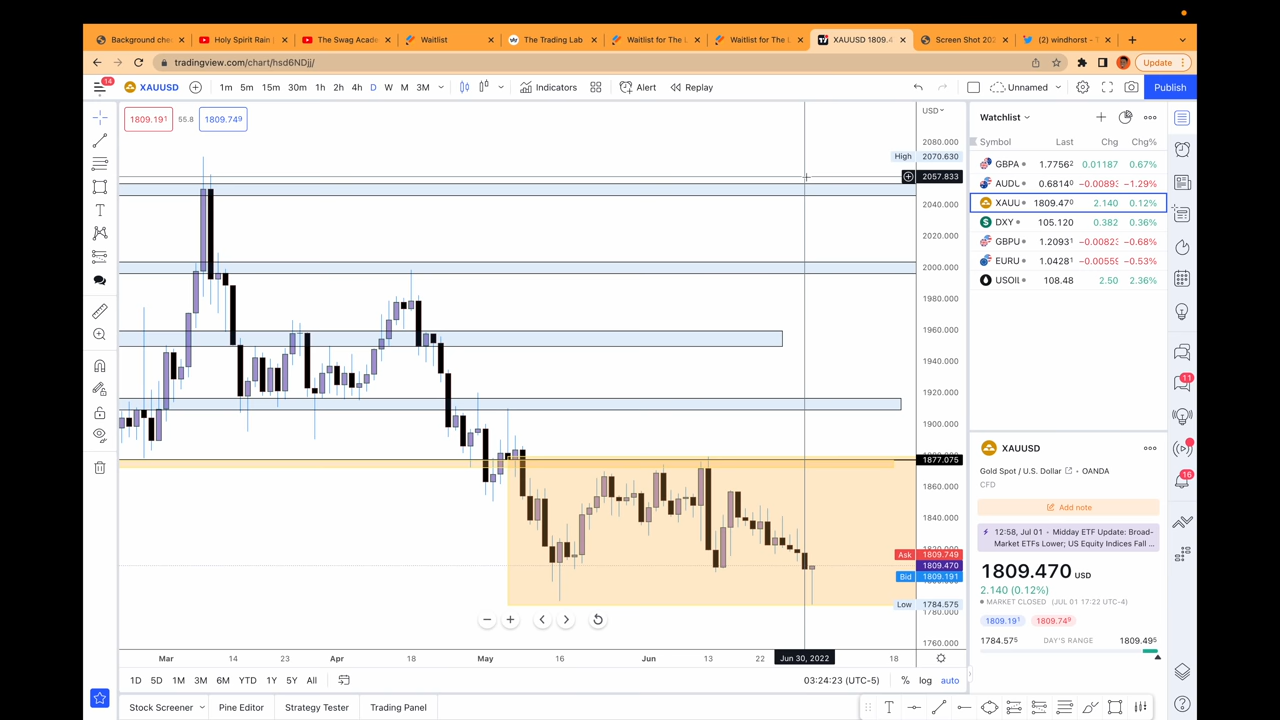 Background che
Holy Spirit Rain |
The Swag Acade
Waitlist
The Trading Lab
Waitlist for The L
Waitlist for The L
XAUUSD 1809.4
Screen Shot 202
(2) windhorst - T
tradingview.com/chart/hsd6NDjj/
Update
14
XAUUSD
1m 5m 15m 30m 1h 2h 4h D W M 3M
Indicators
Alert
Replay
Unnamed
Publish
1809.191 55.8 1809.749
USD
2080.000
High 2070.630
2057.833
2040.000
2020.000
2000.000
1980.000
1960.000
1940.000
1920.000
1900.000
1877.075
1860.000
1840.000
1820.000
Ask 1809.749
1809.470
Bid 1809.191
Low 1784.575
1780.000
1760.000
Mar 14 23 Apr 18 May 16 Jun 13 22 Jun 30, 2022 18
1D 5D 1M 3M 6M YTD 1Y 5Y All
03:24:23 (UTC-5)
% log auto
Stock Screener
Pine Editor
Strategy Tester
Trading Panel
Watchlist
Symbol Last Chg Chg%
GBPA 1.77562 0.01187 0.67%
AUDU 0.68140 −0.00893 −1.29%
XAUU 1809.470 2.140 0.12%
DXY 105.120 0.382 0.36%
GBPU 1.20931 −0.00823 −0.68%
EURU 1.04281 −0.00559 −0.53%
USOIL 108.48 2.50 2.36%
XAUUSD
Gold Spot / U.S. Dollar • OANDA
CFD
Add note
12:58, Jul 01 • Midday ETF Update: Broad-
Market ETFs Lower; US Equity Indices Fall ...
1809.470 USD
2.140 (0.12%)
MARKET CLOSED (JUL 01 17:22 UTC-4)
1809.191 1809.749
1784.575 DAY'S RANGE 1809.495
11
16